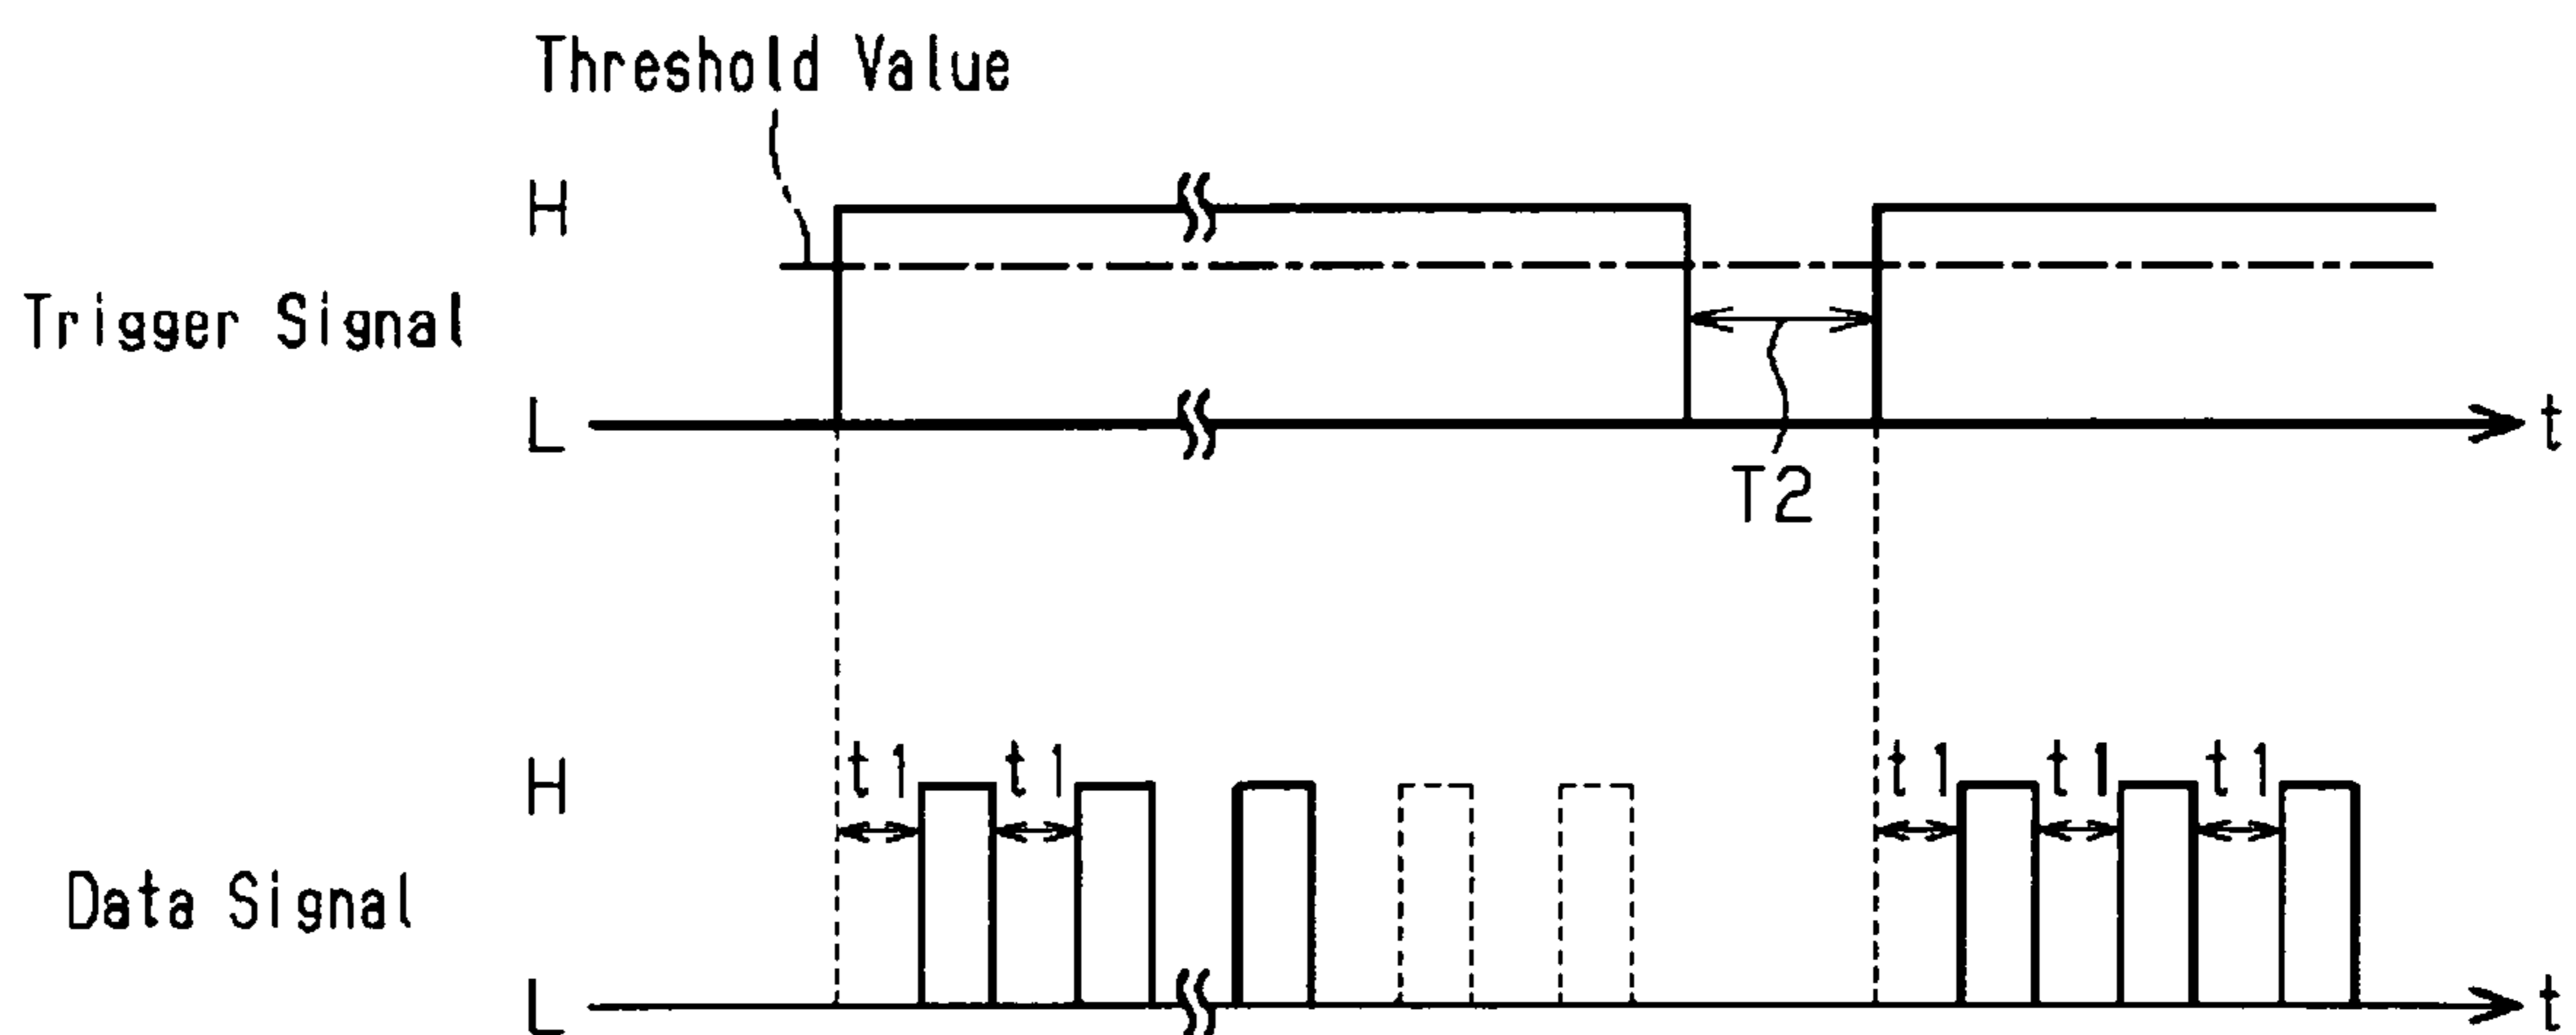 Threshold Value
H
Trigger Signal
L
t
T2
H
t1
t1
t1
t1
t1
Data Signal
L
t